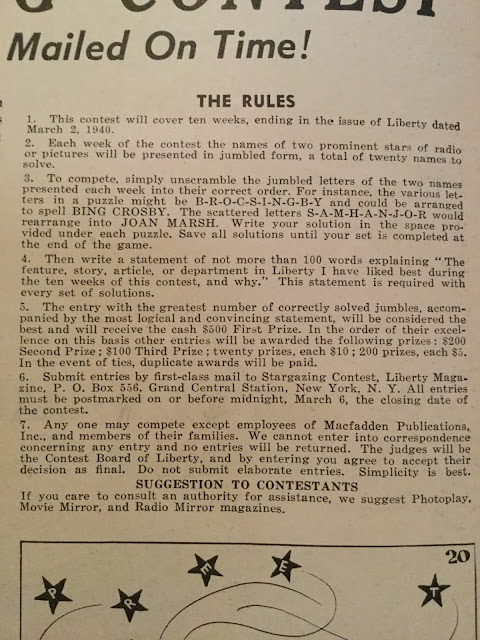 G CONTEST
Mailed On Time!
THE RULES
1. This contest will cover ten weeks, ending in the issue of Liberty dated
March 2, 1940.
2. Each week of the contest the names of two prominent stars of radio
or pictures will be presented in jumbled form, a total of twenty names to
solve.
3. To compete, simply unscramble the jumbled letters of the two names
presented each week into their correct order. For instance, the various let-
ters in a puzzle might be B-R-O-C-S-I-N-G-B-Y and could be arranged
to spell BING CROSBY. The scattered letters S-A-M-H-A-N-J-O-R would
rearrange into JOAN MARSH. Write your solution in the space pro-
vided under each puzzle. Save all solutions until your set is completed at
the end of the game.
4. Then write a statement of not more than 100 words explaining "The
feature, story, article, or department in Liberty I have liked best during
the ten weeks of this contest, and why." This statement is required with
every set of solutions.
5. The entry with the greatest number of correctly solved jumbles, accom-
panied by the most logical and convincing statement, will be considered the
best and will receive the cash $500 First Prize. In the order of their excel-
lence on this basis other entries will be awarded the following prizes: $200
Second Prize; $100 Third Prize; twenty prizes, each $10; 200 prizes, each $5.
In the event of ties, duplicate awards will be paid.
6. Submit entries by first-class mail to Stargazing Contest, Liberty Maga-
zine, P. O. Box 556, Grand Central Station, New York, N. Y. All entries
must be postmarked on or before midnight, March 6, the closing date of
the contest.
7. Any one may compete except employees of Macfadden Publications,
Inc., and members of their families. We cannot enter into correspondence
concerning any entry and no entries will be returned. The judges will be
the Contest Board of Liberty, and by entering you agree to accept their
decision as final. Do not submit elaborate entries. Simplicity is best.
SUGGESTION TO CONTESTANTS
If you care to consult an authority for assistance, we suggest Photoplay,
Movie Mirror, and Radio Mirror magazines.
20
P R E E T